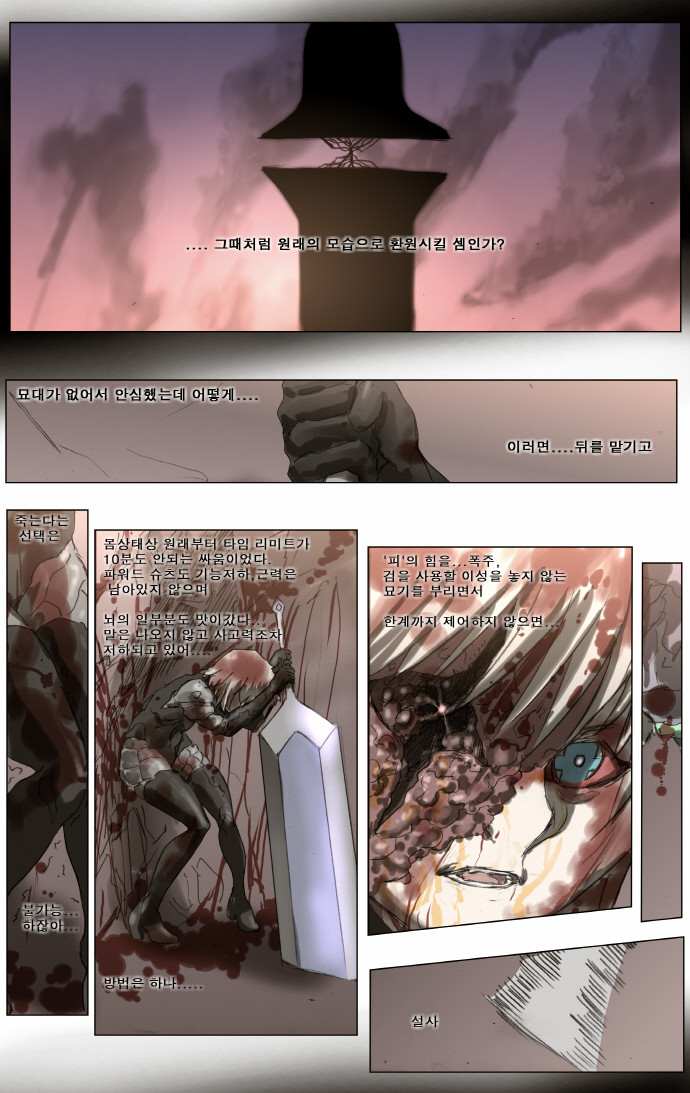 .... 그때처럼 원래의 모습으로 환원시킬 셈인가?
묘대가 없어서 안심했는데 어떻게....
이러면....뒤를 맡기고
죽는다는
선택은
불가능...
하잖아...
몸상태상 원래부터 타임 리미트가
10분도 안되는 싸움이었다.
파워드 슈츠도 기능저하,근력은
남아있지 않으며
뇌의 일부분도 맛이갔다...
말은 나오지 않고 사고력조차
저하되고 있어....
방법은 하나.....
'피'의 힘을...폭주,
검을 사용할 이성을 놓지 않는
묘기를 부리면서
한계까지 제어하지 않으면...
설사